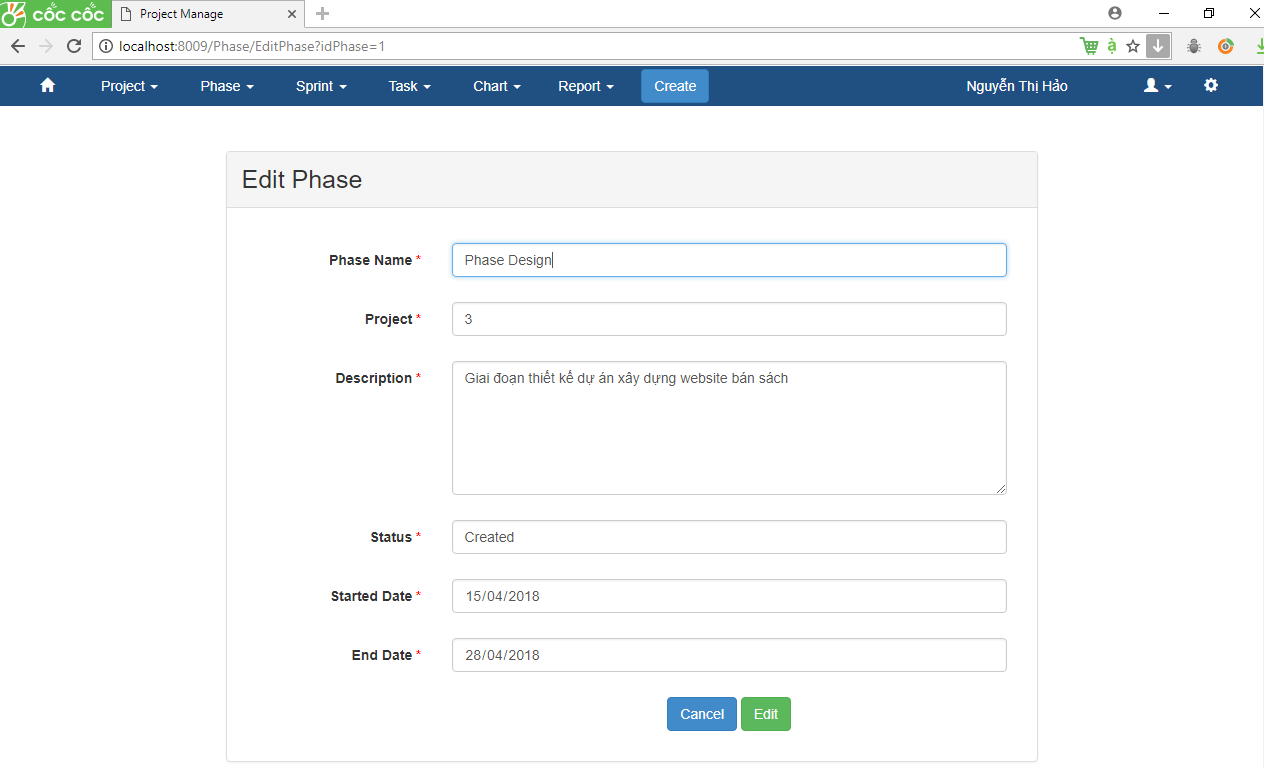 cốc cốc Project Manage
localhost:8009/Phase/EditPhase?idPhase=1 à
Project Phase Sprint Task Chart Report Create Nguyễn Thị Hảo
Edit Phase
Phase Name * Phase Design
Project * 3
Description * Giai đoạn thiết kế dự án xây dựng website bán sách
Status * Created
Started Date * 15/04/2018
End Date * 28/04/2018
Cancel Edit